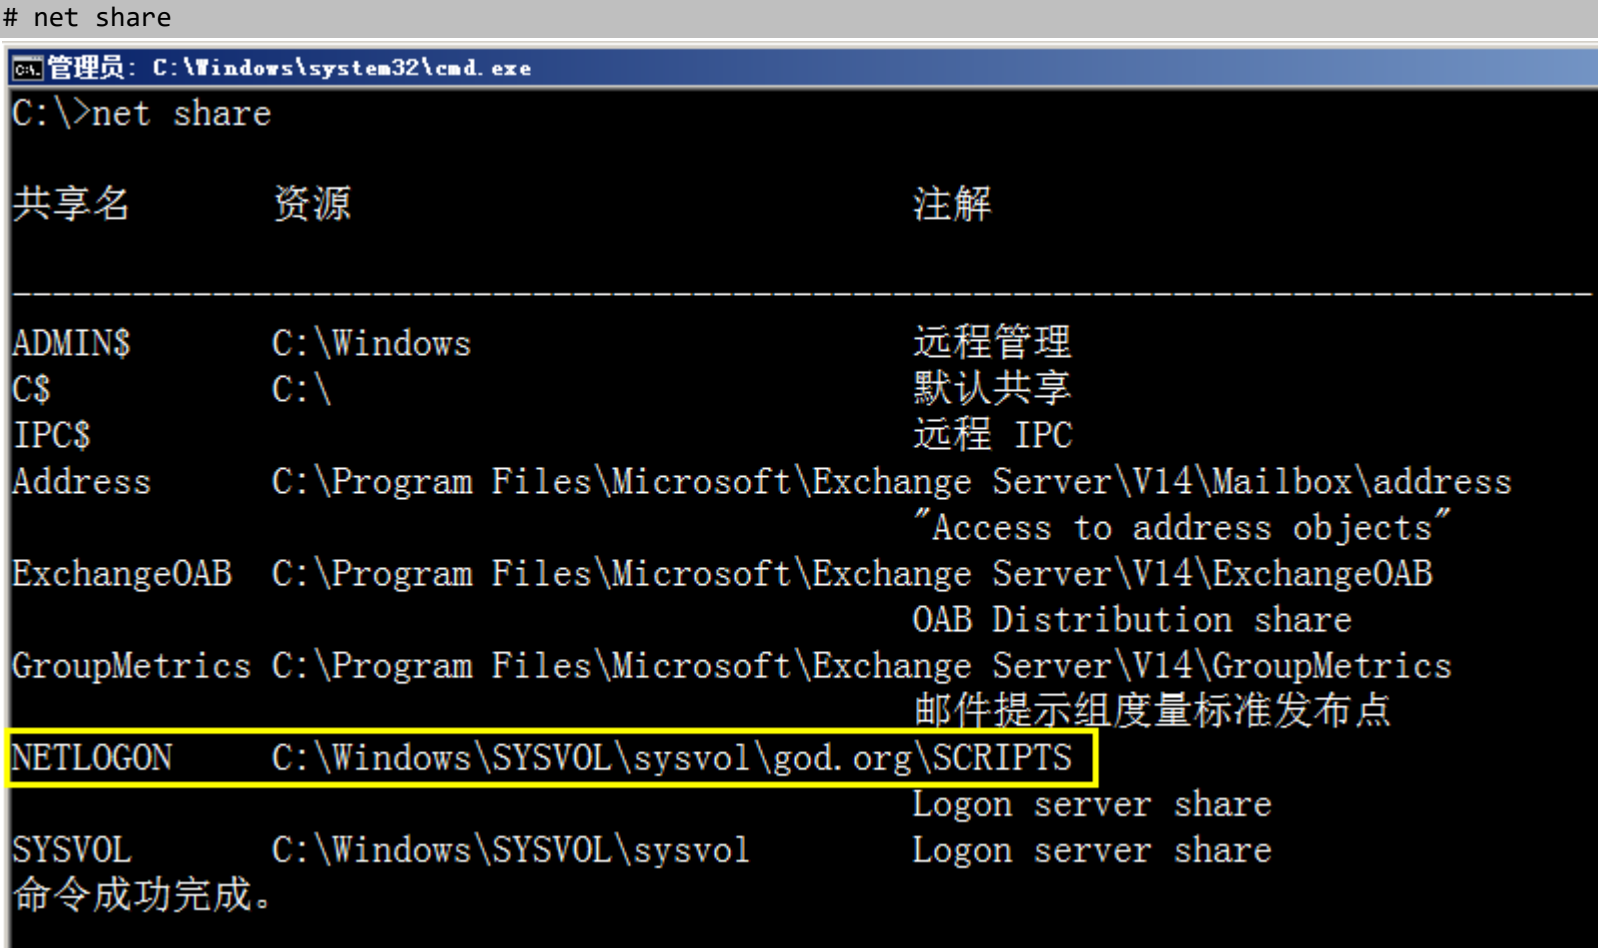 # net share
管理员: C:\Windows\system32\cmd.exe
C:\>net share
共享名 资源 注解
-------------------------------------------------------------------------------
ADMIN$ C:\Windows 远程管理
C$ C:\ 默认共享
IPC$ 远程 IPC
Address C:\Program Files\Microsoft\Exchange Server\V14\Mailbox\address
"Access to address objects"
ExchangeOAB C:\Program Files\Microsoft\Exchange Server\V14\ExchangeOAB
OAB Distribution share
GroupMetrics C:\Program Files\Microsoft\Exchange Server\V14\GroupMetrics
邮件提示组度量标准发布点
NETLOGON C:\Windows\SYSVOL\sysvol\god.org\SCRIPTS
Logon server share
SYSVOL C:\Windows\SYSVOL\sysvol Logon server share
命令成功完成。